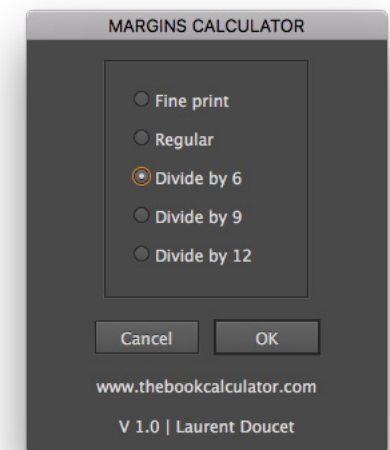 MARGINS CALCULATOR
Fine print
Regular
Divide by 6
Divide by 9
Divide by 12
Cancel OK
www.thebookcalculator.com
V 1.0 | Laurent Doucet